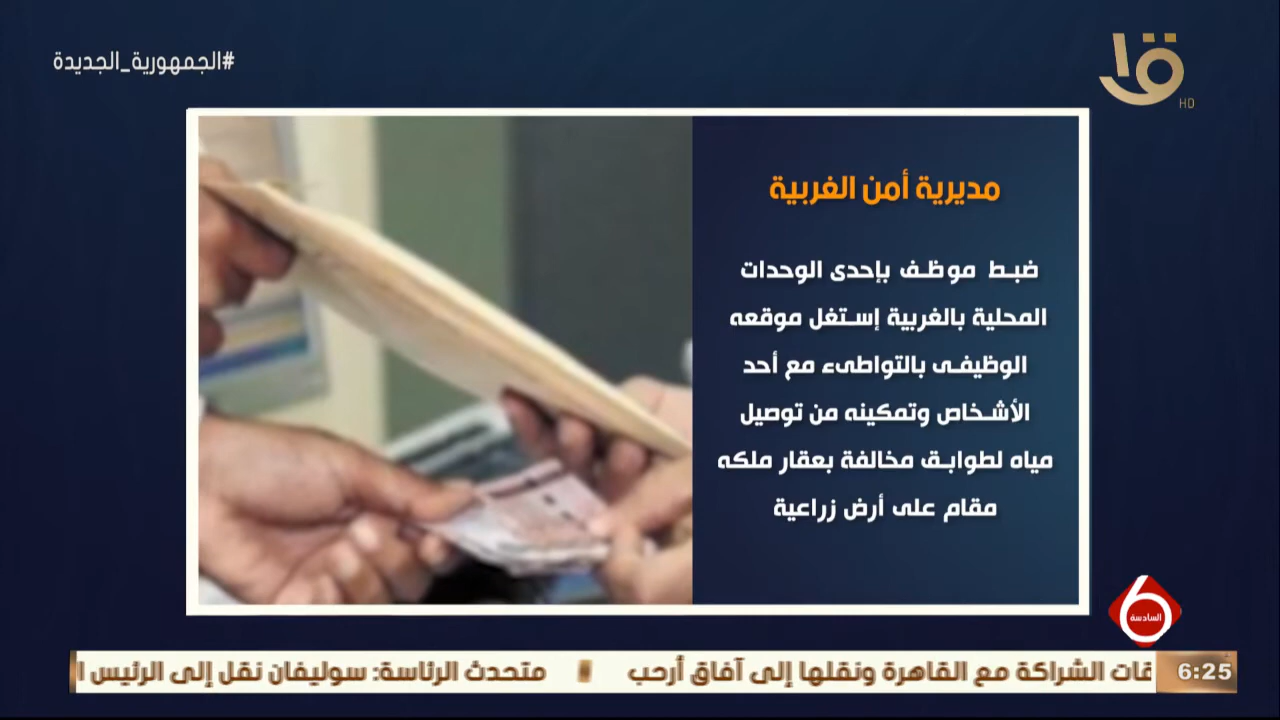 #الجمهورية_الجديدة
HD
مديرية أمن الغربية
ضبط موظف بإحدى الوحدات
المحلية بالغربية إستغل موقعه
الوظيفى بالتواطىء مع أحد
الأشخاص وتمكينه من توصيل
مياه لطوابق مخالفة بعقار ملكه
مقام على أرض زراعية
السادسة
6:25 قات الشراكة مع القاهرة ونقلها إلى آفاق أرحب متحدث الرئاسة: سوليفان نقل إلى الرئيس ا